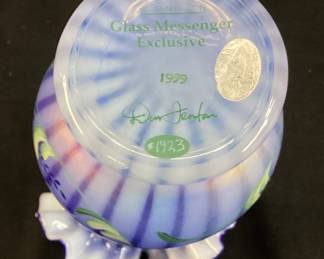 Glass Messenger
Exclusive
1999
Don Fenton
#1923